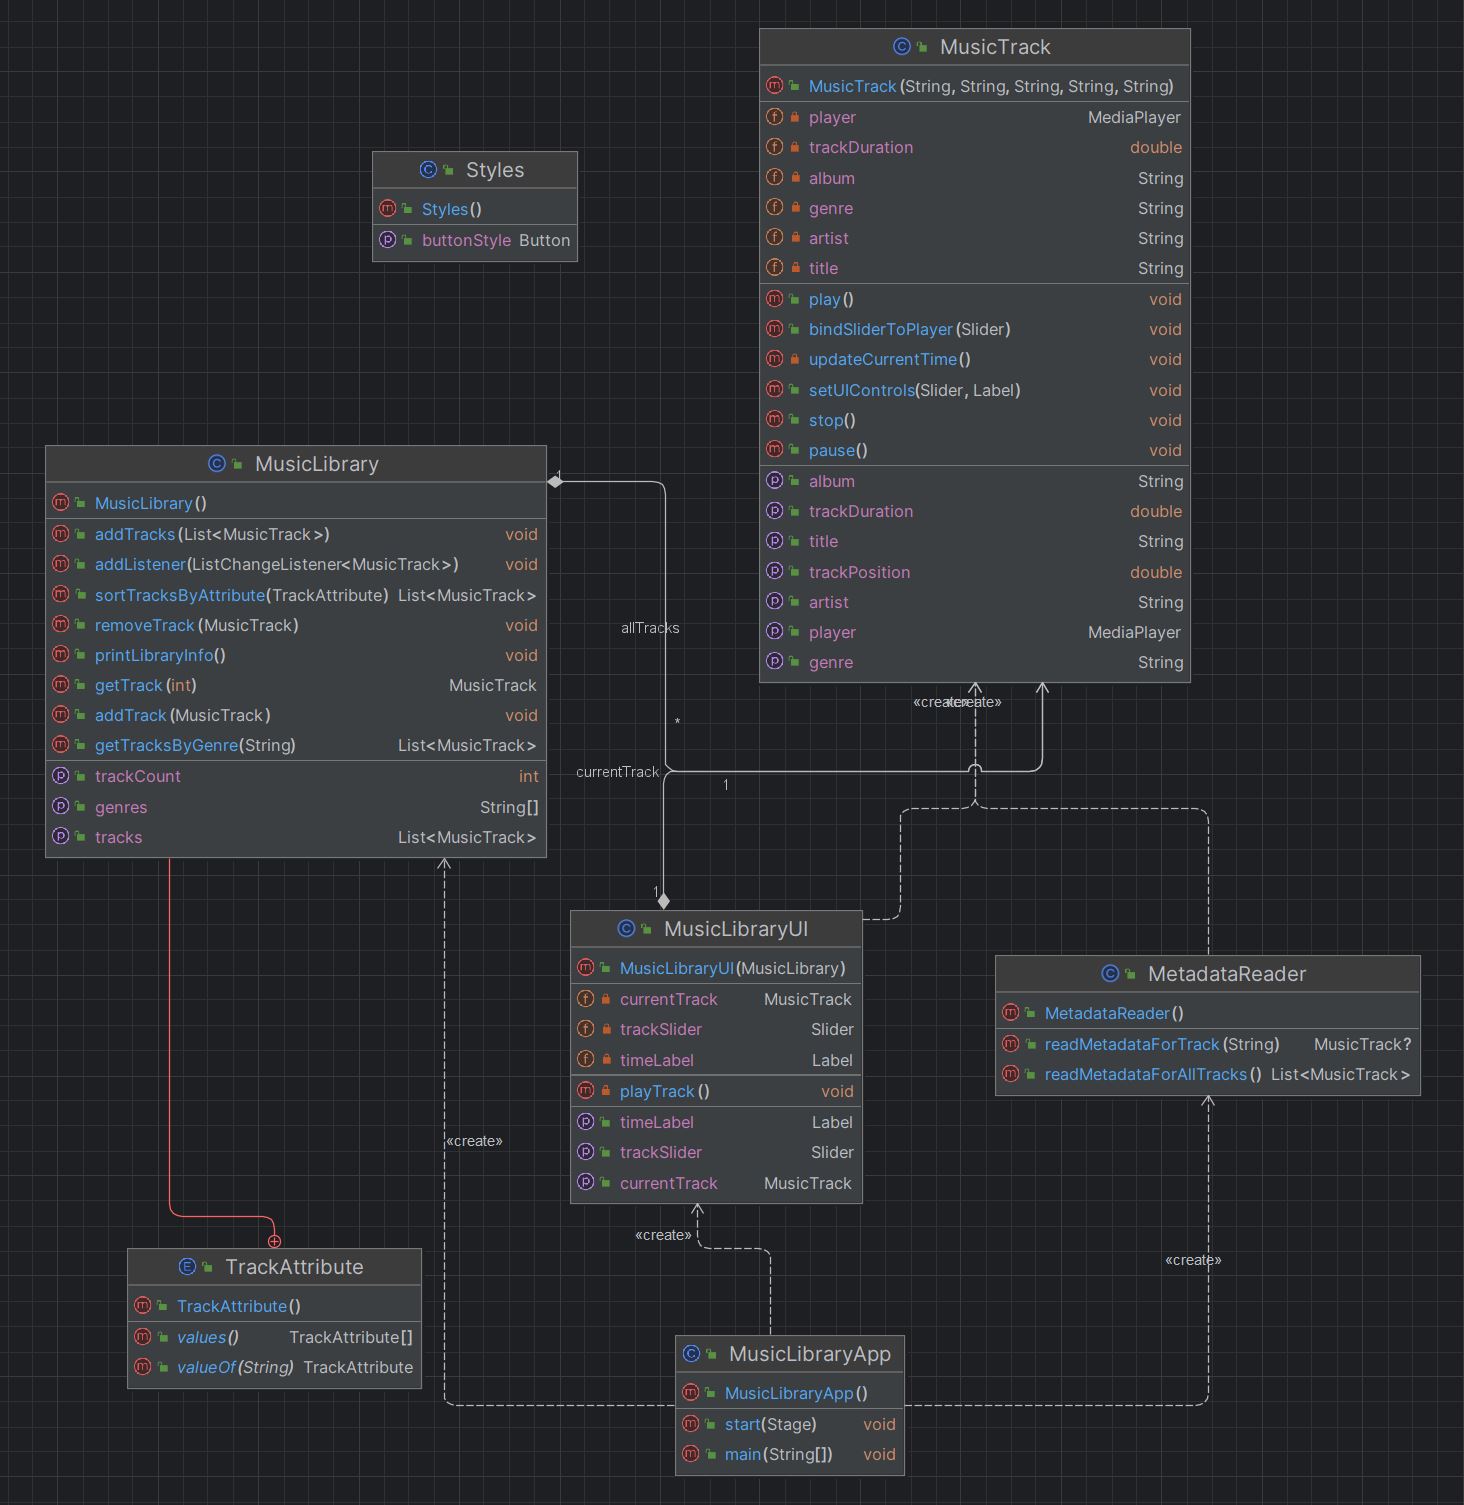 MusicTrack
MusicTrack(String, String, String, String, String)
player MediaPlayer
trackDuration double
album String
genre String
artist String
title String
play() void
bindSliderToPlayer(Slider) void
updateCurrentTime() void
setUIControls(Slider, Label) void
stop() void
pause() void
album String
trackDuration double
title String
trackPosition double
artist String
player MediaPlayer
genre String
Styles
Styles()
buttonStyle Button
MusicLibrary
MusicLibrary()
addTracks(List<MusicTrack>) void
addListener(ListChangeListener<MusicTrack>) void
sortTracksByAttribute(TrackAttribute) List<MusicTrack>
removeTrack(MusicTrack) void
printLibraryInfo() void
getTrack(int) MusicTrack
addTrack(MusicTrack) void
getTracksByGenre(String) List<MusicTrack>
trackCount int
genres String[]
tracks List<MusicTrack>
1
allTracks
*
currentTrack
1
1
«create»
«create»
MusicLibraryUI
MusicLibraryUI(MusicLibrary)
currentTrack MusicTrack
trackSlider Slider
timeLabel Label
playTrack() void
timeLabel Label
trackSlider Slider
currentTrack MusicTrack
MetadataReader
MetadataReader()
readMetadataForTrack(String) MusicTrack?
readMetadataForAllTracks() List<MusicTrack>
«create»
«create»
«create»
TrackAttribute
TrackAttribute()
values() TrackAttribute[]
valueOf(String) TrackAttribute
MusicLibraryApp
MusicLibraryApp()
start(Stage) void
main(String[]) void